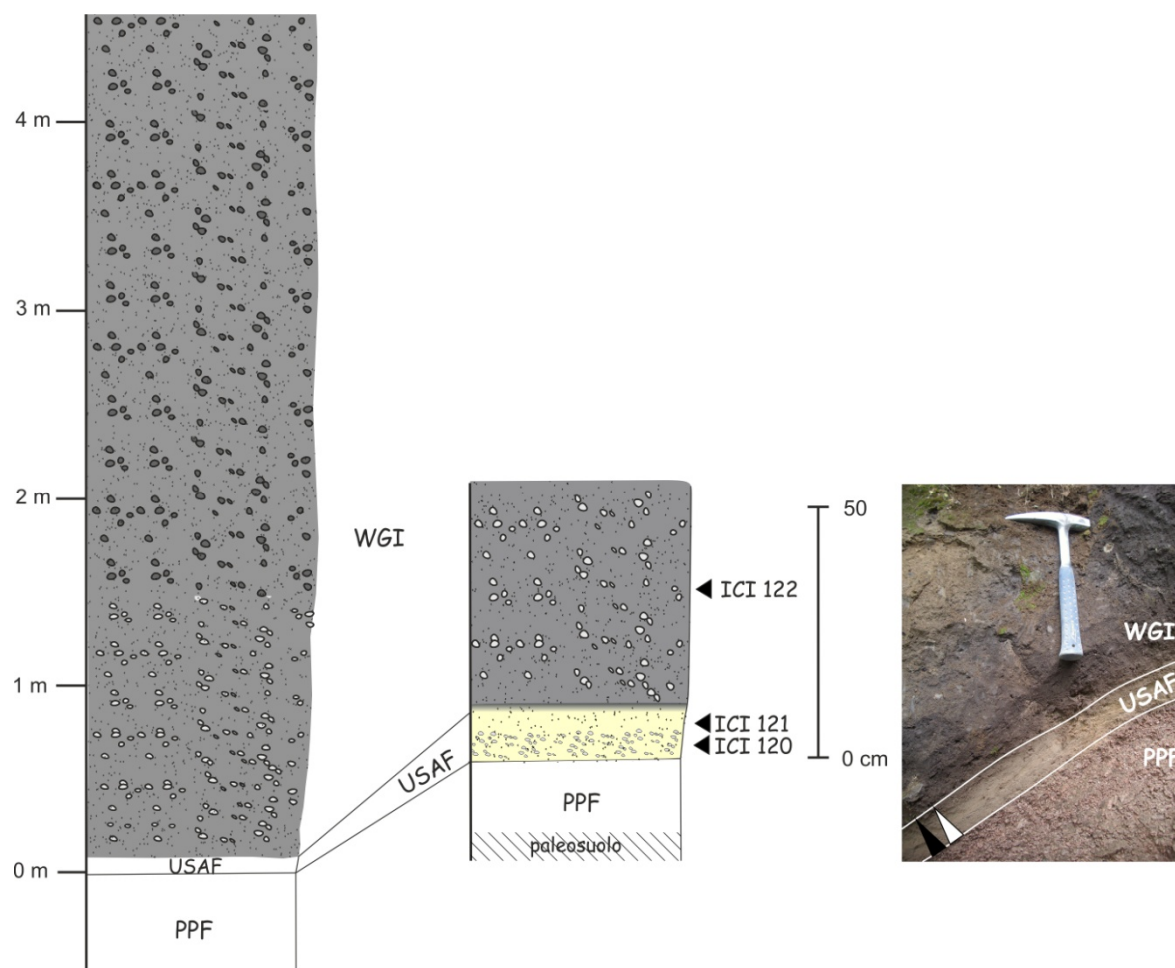 4 m
3 m
2 m
1 m
0 m
WGI
USAF
PPF
USAF
ICI 122
ICI 121
ICI 120
PPF
paleosuolo
50
0 cm
WGI
USAF
PPF